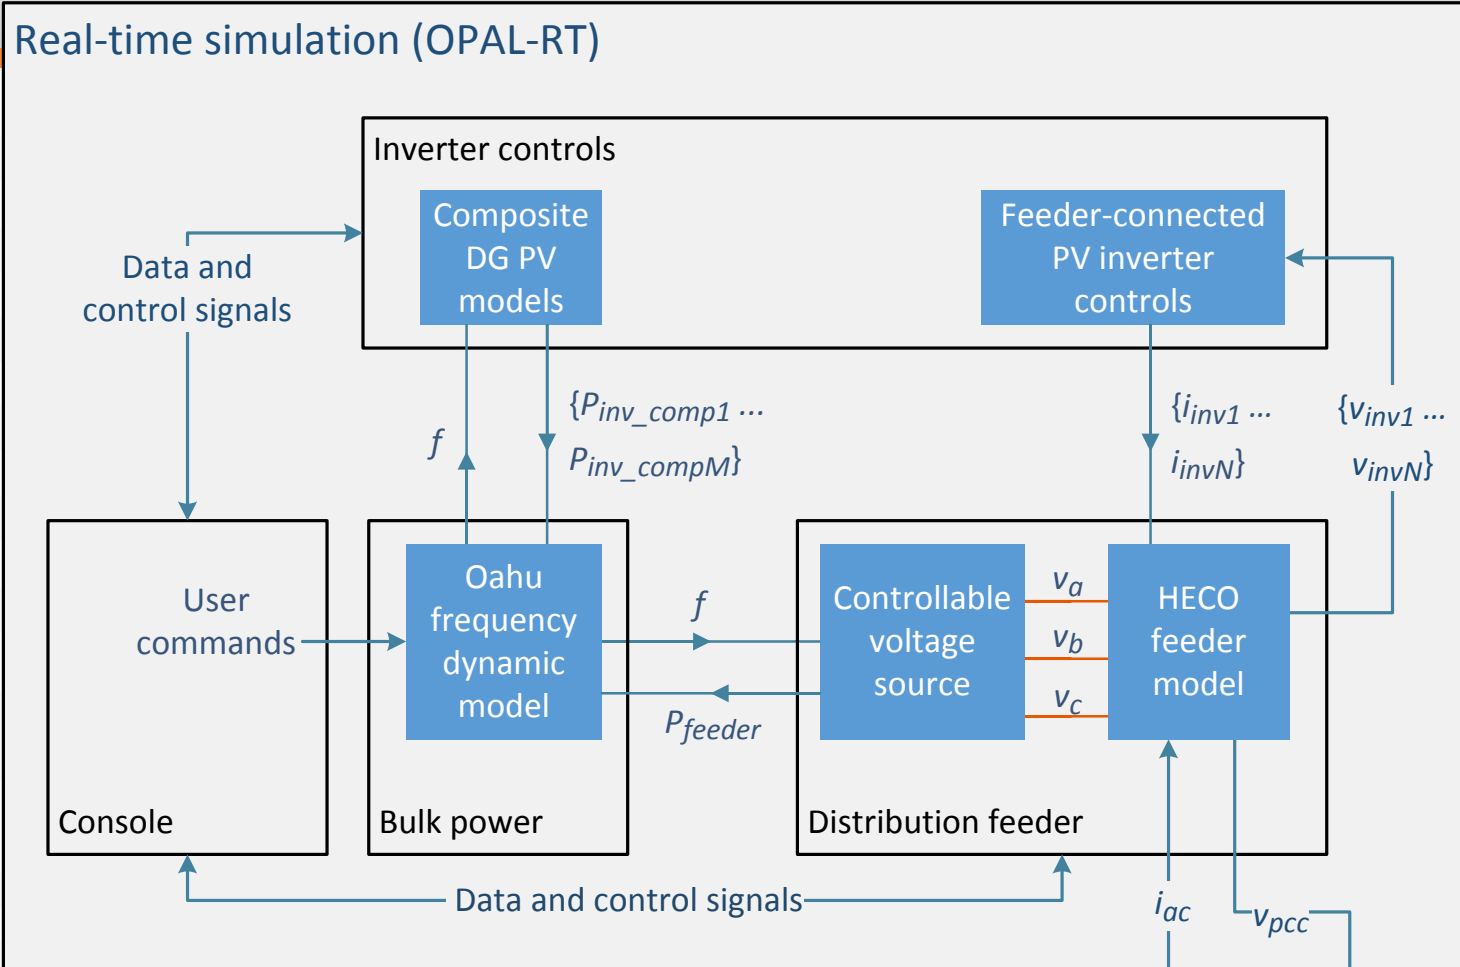 Real-time simulation (OPAL-RT)
Inverter controls
Composite
DG PV
models
Feeder-connected
PV inverter
controls
Data and
control signals
f
{Pinv_comp1 ...
Pinv_compM}
{iinv1 ...
iinvN}
{vinv1 ...
vinvN}
User
commands
Console
Oahu
frequency
dynamic
model
Bulk power
f
Pfeeder
Controllable
voltage
source
va
vb
vc
HECO
feeder
model
Distribution feeder
Data and control signals
iac
vpcc